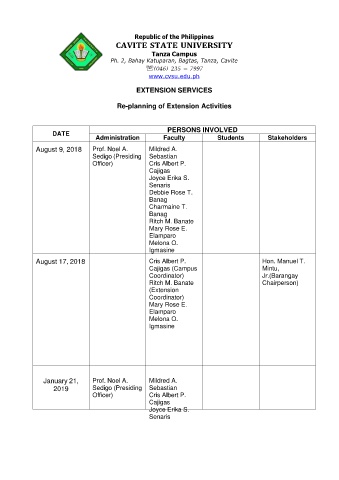 Republic of the Philippines
CAVITE STATE UNIVERSITY
Tanza Campus
Ph. 2, Bahay Katuparan, Bagtas, Tanza, Cavite
☏(046) 235 – 7997
www.cvsu.edu.ph
EXTENSION SERVICES
Re-planning of Extension Activities
DATE
PERSONS INVOLVED
Administration Faculty Students Stakeholders
August 9, 2018
Prof. Noel A.
Sedigo (Presiding
Officer)
Mildred A.
Sebastian
Cris Albert P.
Cajigas
Joyce Erika S.
Senaris
Debbie Rose T.
Banag
Charmaine T.
Banag
Ritch M. Banate
Mary Rose E.
Elamparo
Melona O.
Igmasine
August 17, 2018
Cris Albert P.
Cajigas (Campus
Coordinator)
Ritch M. Banate
(Extension
Coordinator)
Mary Rose E.
Elamparo
Melona O.
Igmasine
Hon. Manuel T.
Mintu,
Jr.(Barangay
Chairperson)
January 21,
2019
Prof. Noel A.
Sedigo (Presiding
Officer)
Mildred A.
Sebastian
Cris Albert P.
Cajigas
Joyce Erika S.
Senaris